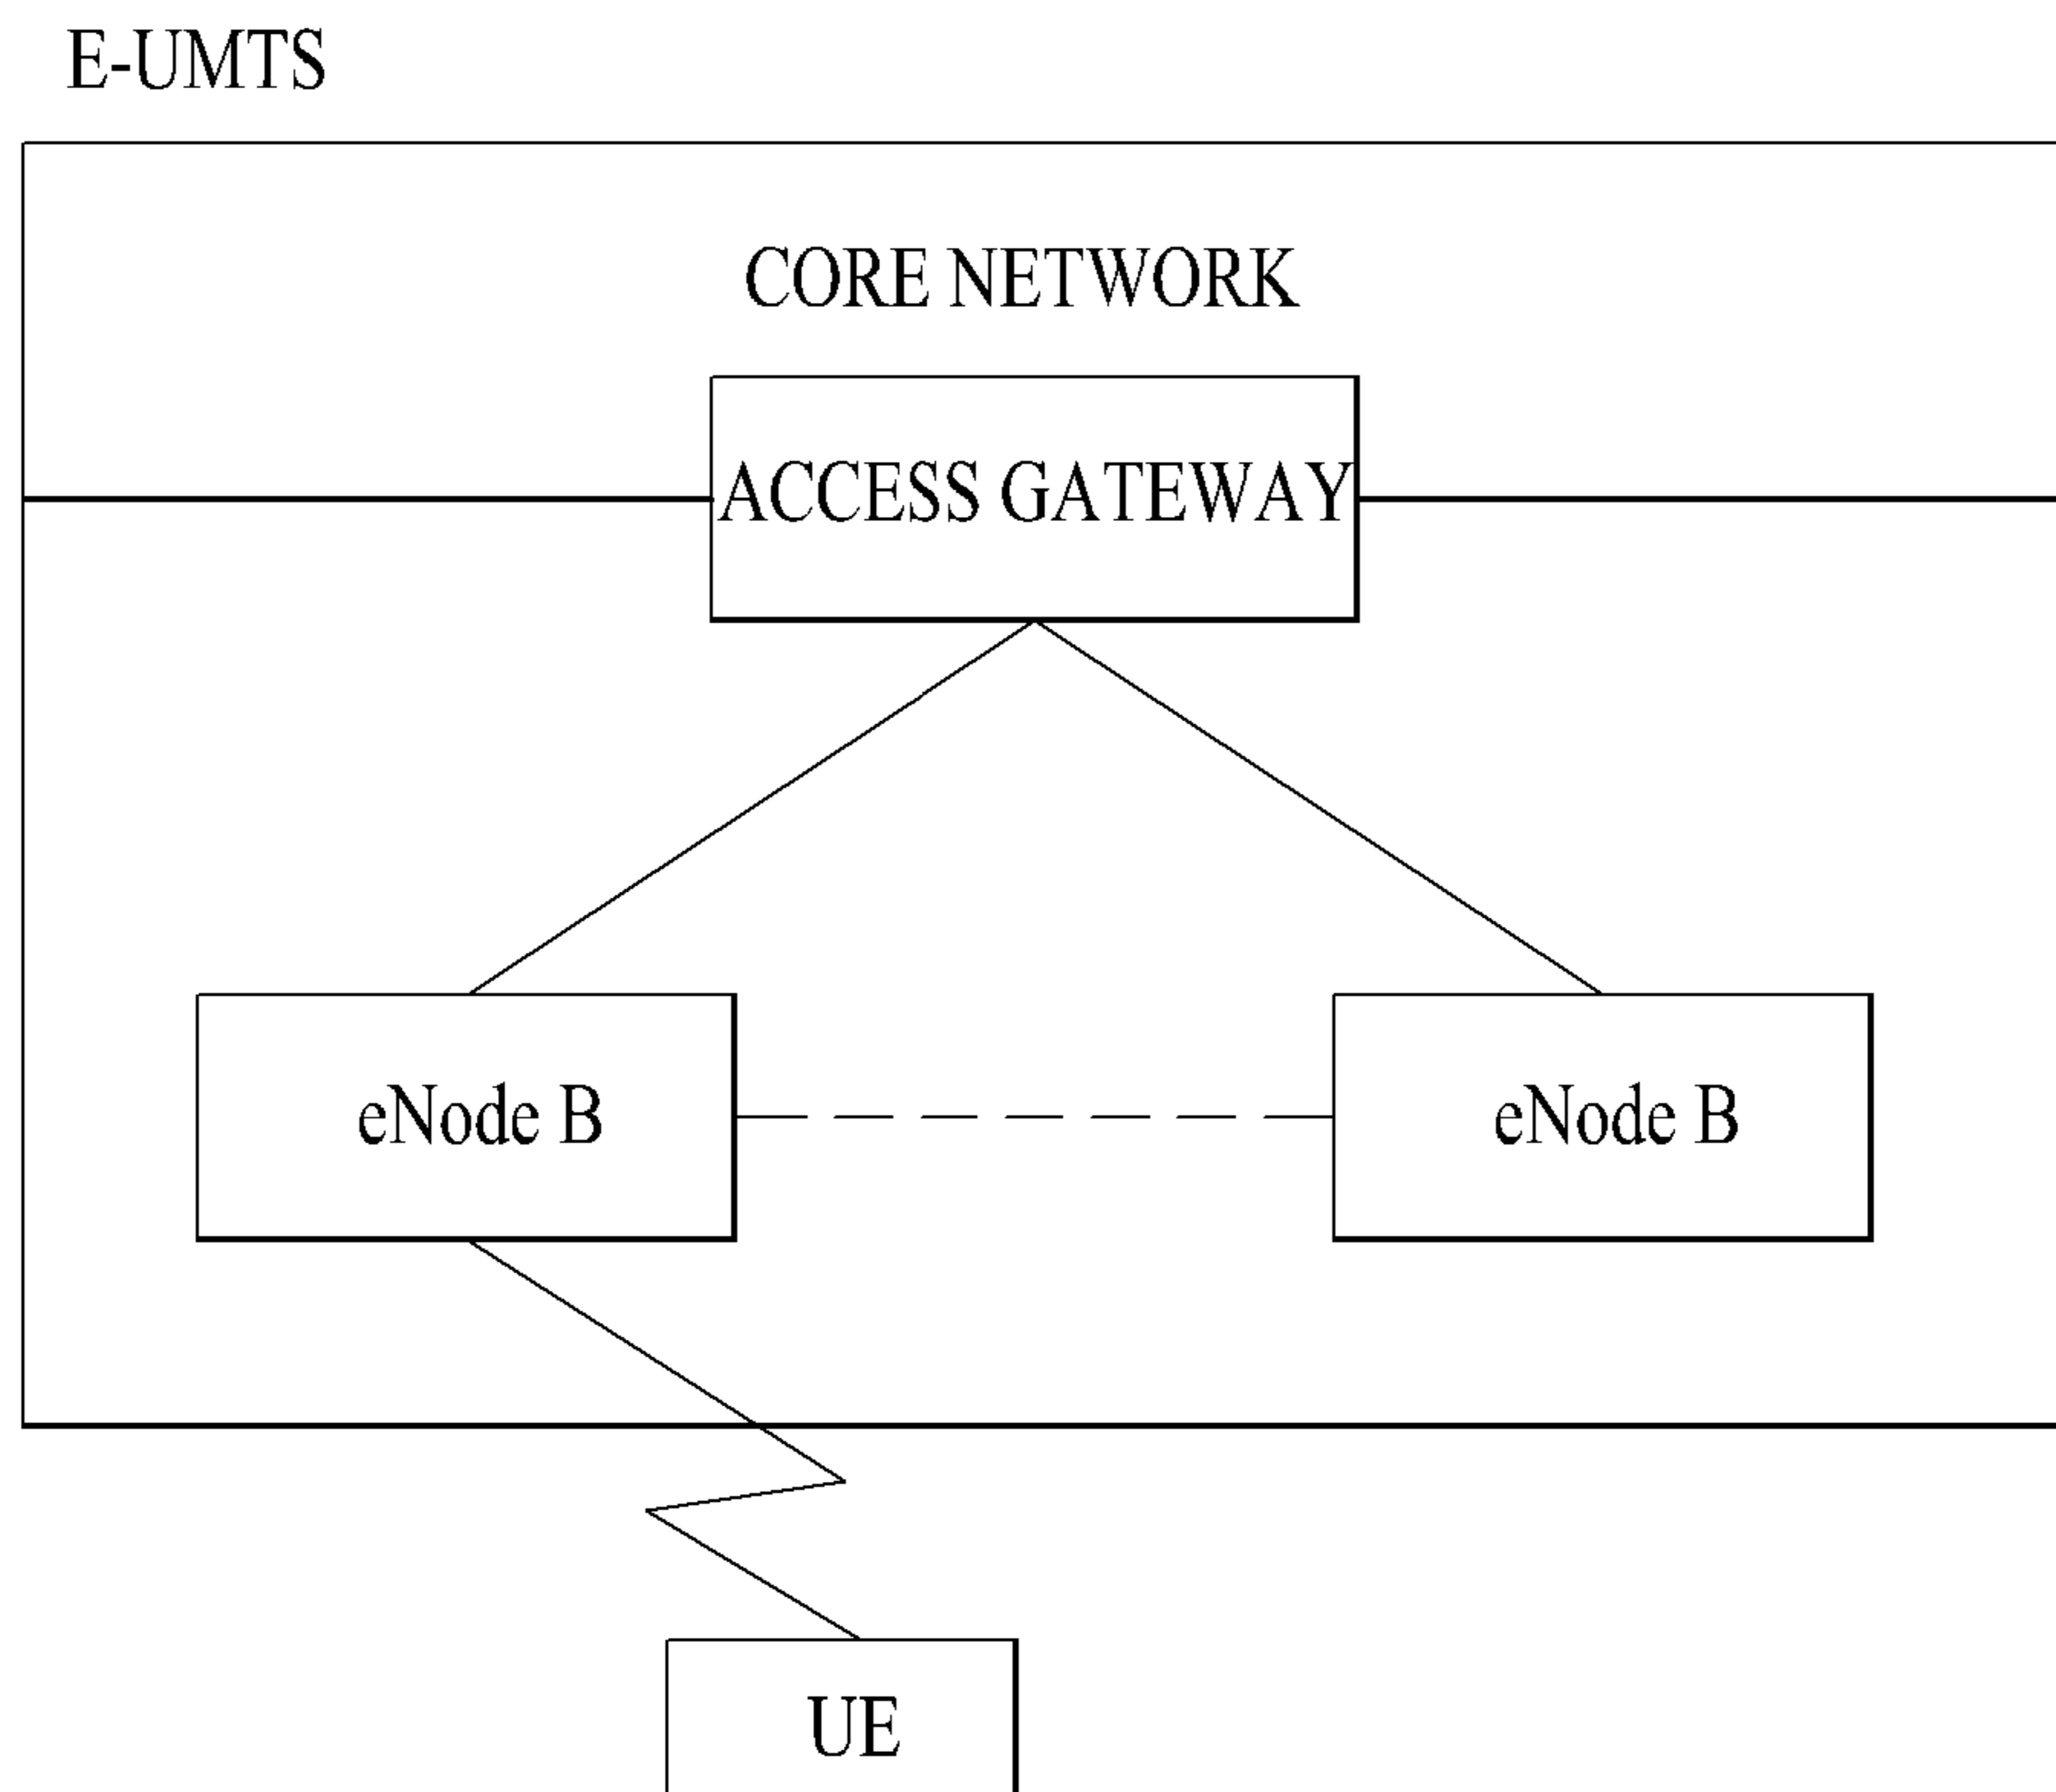 E-UMTS
CORE NETWORK
ACCESS GATEWAY
eNode B eNode B
UE